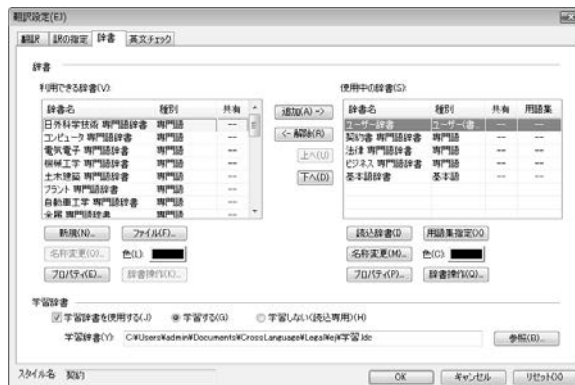 翻訳設定(EJ)
翻訳 訳の指定 辞書 英文チェック
辞書
利用できる辞書(V): 使用中の辞書(S):
辞書名 種別 共有 辞書名 種別 共有 用語集
日外科学技術 専門語辞書 専門語 -- ユーザー辞書 ユーザー(書... -- --
コンピュータ 専門語辞書 専門語 -- 契約書 専門語辞書 専門語 -- --
電気電子 専門語辞書 専門語 -- 法律 専門語辞書 専門語 -- --
機械工学 専門語辞書 専門語 -- ビジネス 専門語辞書 専門語 -- --
土木建築 専門語辞書 専門語 -- 基本語辞書 基本語 -- --
プラント 専門語辞書 専門語 --
自動車工学 専門語辞書 専門語 --
金属 専門語辞書 専門語 --
追加(A) ->
<- 解除(R)
上へ(U)
下へ(D)
新規(N)... ファイル(F)... 読込辞書(I) 用語集指定(X)
名称変更(O)... 色(L): 名称変更(M)... 色(C):
プロパティ(E)... 辞書操作(K)... プロパティ(P)... 辞書操作(Q)...
学習辞書
学習辞書を使用する(J) 学習する(G) 学習しない(読込専用)(H)
学習辞書(Y): C:¥Users¥admin¥Documents¥CrossLanguage¥Legal¥ej¥学習.ldc 参照(B)...
スタイル名 契約 OK キャンセル リセット(X)